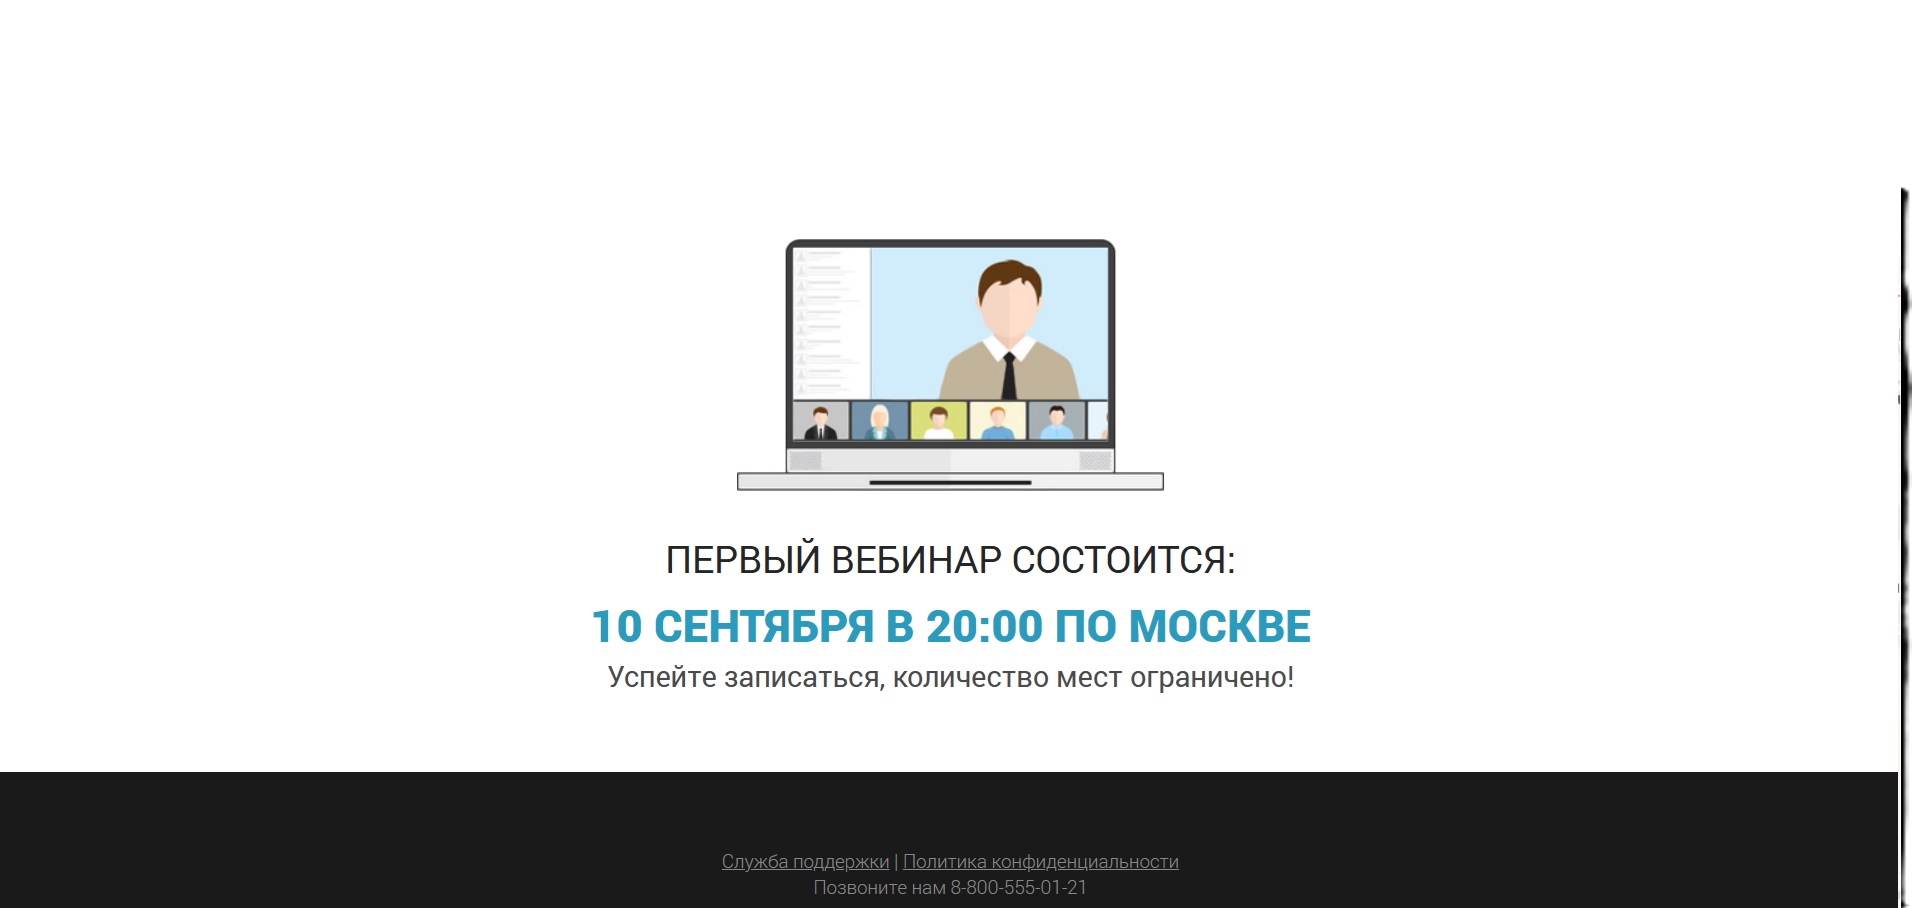 ПЕРВЫЙ ВЕБИНАР СОСТОИТСЯ:
10 СЕНТЯБРЯ В 20:00 ПО МОСКВЕ
Успейте записаться, количество мест ограничено!
Служба поддержки | Политика конфиденциальности
Позвоните нам 8-800-555-01-21